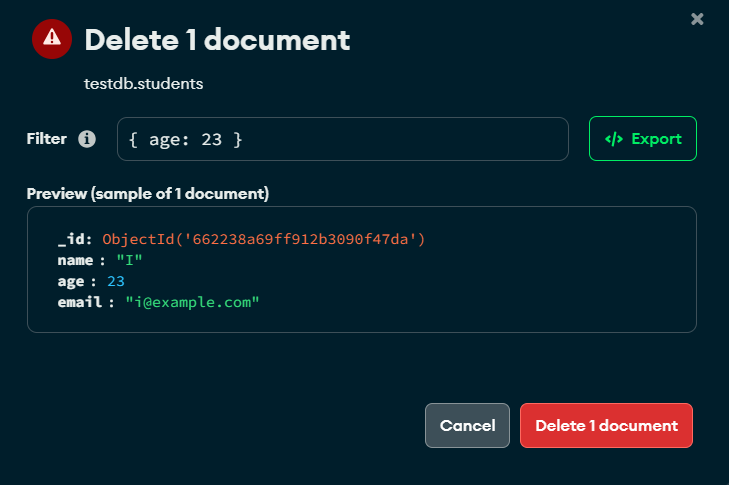 Delete 1 document
testdb.students
Filter
{ age: 23 }
</> Export
Preview (sample of 1 document)
_id: ObjectId('662238a69ff912b3090f47da')
name : "I"
age : 23
email : "i@example.com"
Cancel
Delete 1 document